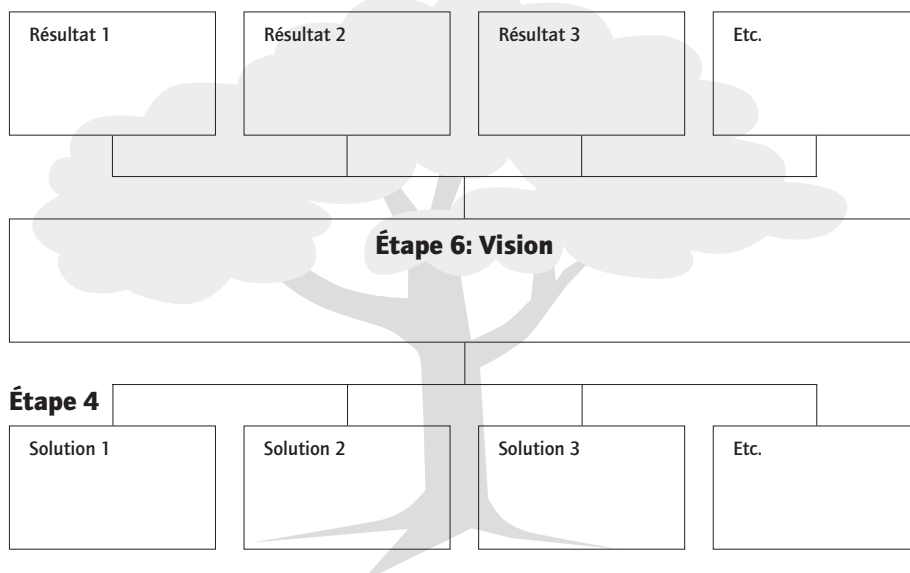 Résultat 1
Résultat 2
Résultat 3
Etc.
Étape 6: Vision
Étape 4
Solution 1
Solution 2
Solution 3
Etc.